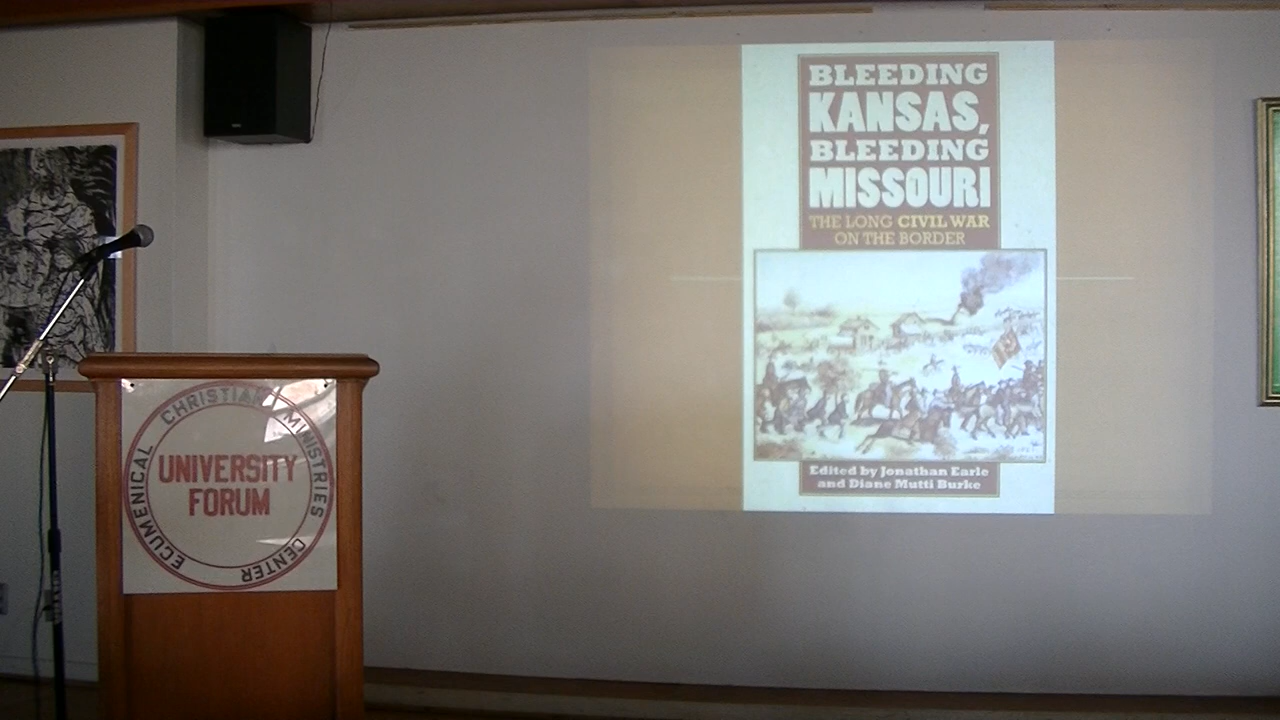 BLEEDING
KANSAS,
BLEEDING
MISSOURI
THE LONG CIVIL WAR
ON THE BORDER
Edited by Jonathan Earle
and Diane Mutti Burke
ECUMENICAL CHRISTIAN MINISTRIES CENTER
UNIVERSITY
FORUM